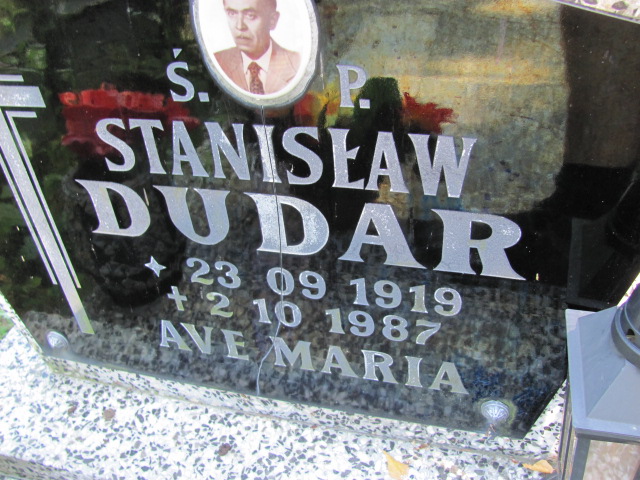 Ś. P.
STANISŁAW
DUDAR
23 09 1919
2 10 1987
AVE MARIA